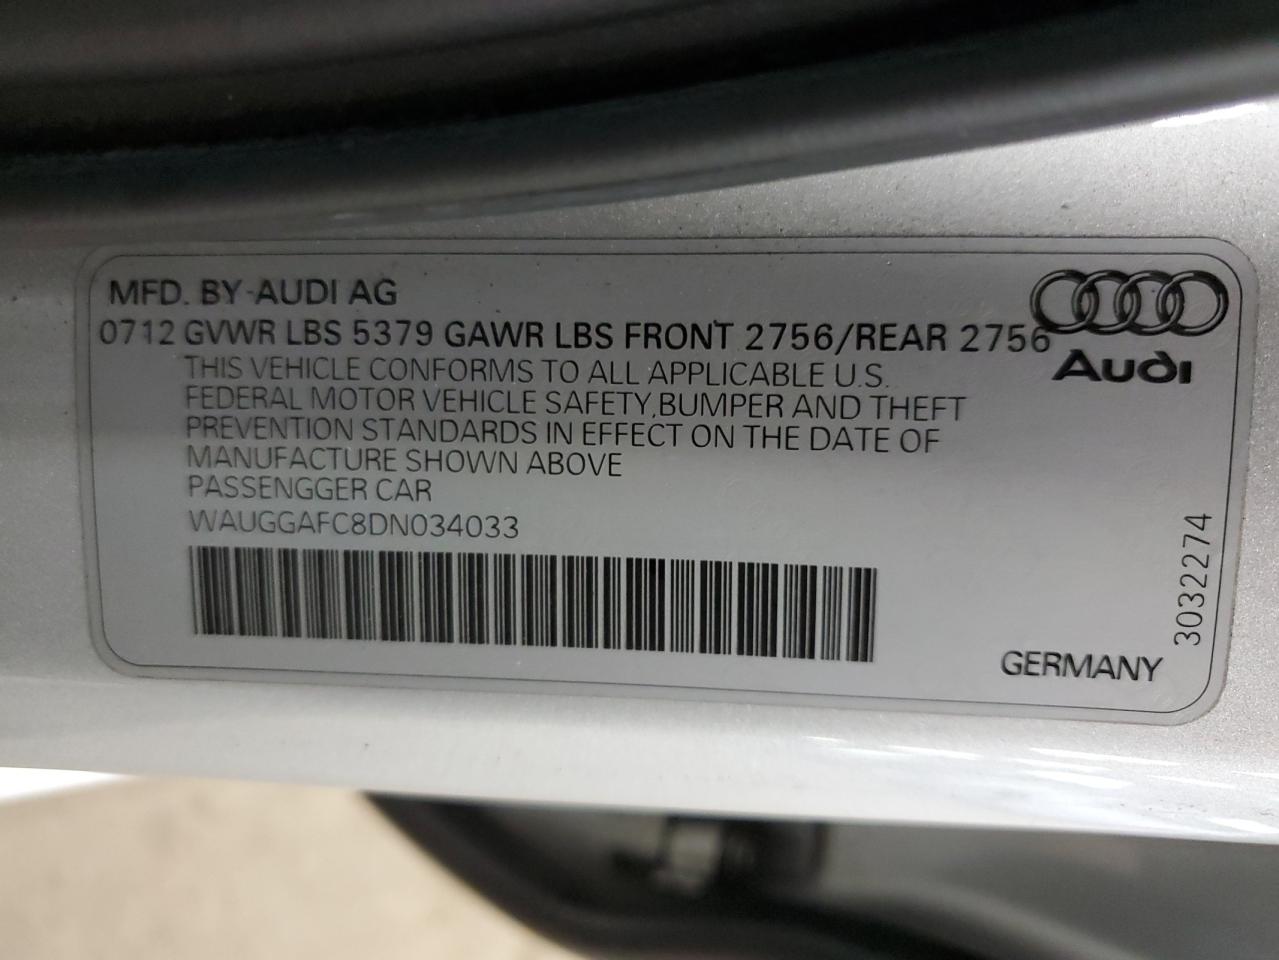 MFD. BY AUDI AG
0712 GVWR LBS 5379 GAWR LBS FRONT 2756/REAR 2756
THIS VEHICLE CONFORMS TO ALL APPLICABLE U.S.
FEDERAL MOTOR VEHICLE SAFETY,BUMPER AND THEFT
PREVENTION STANDARDS IN EFFECT ON THE DATE OF
MANUFACTURE SHOWN ABOVE
PASSENGGER CAR
WAUGGAFC8DN034033
Audi
3032274
GERMANY